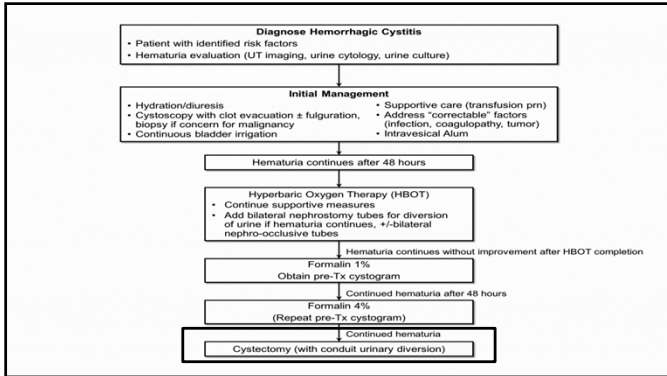 Diagnose Hemorrhagic Cystitis
• Patient with identified risk factors
• Hematuria evaluation (UT imaging, urine cytology, urine culture)
Initial Management
• Hydration/diuresis
• Cystoscopy with clot evacuation ± fulguration,
biopsy if concern for malignancy
• Continuous bladder irrigation
• Supportive care (transfusion prn)
• Address “correctable” factors
(infection, coagulopathy, tumor)
• Intravesical Alum
Hematuria continues after 48 hours
Hyperbaric Oxygen Therapy (HBOT)
• Continue supportive measures
• Add bilateral nephrostomy tubes for diversion
of urine if hematuria continues, +/-bilateral
nephro-occlusive tubes
Hematuria continues without improvement after HBOT completion
Formalin 1%
Obtain pre-Tx cystogram
Continued hematuria after 48 hours
Formalin 4%
(Repeat pre-Tx cystogram)
Continued hematuria
Cystectomy (with conduit urinary diversion)